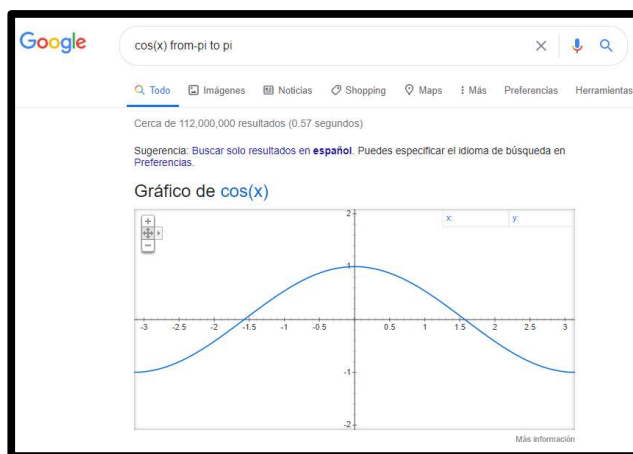 Google
cos(x) from-pi to pi
Todo Imágenes Noticias Shopping Maps Más Preferencias Herramientas
Cerca de 112,000,000 resultados (0.57 segundos)
Sugerencia: Buscar solo resultados en español. Puedes especificar el idioma de búsqueda en
Preferencias.
Gráfico de cos(x)
x: y:
2
1
-3 -2.5 -2 -1.5 -1 -0.5 0.5 1 1.5 2 2.5 3
-1
-2
Más información